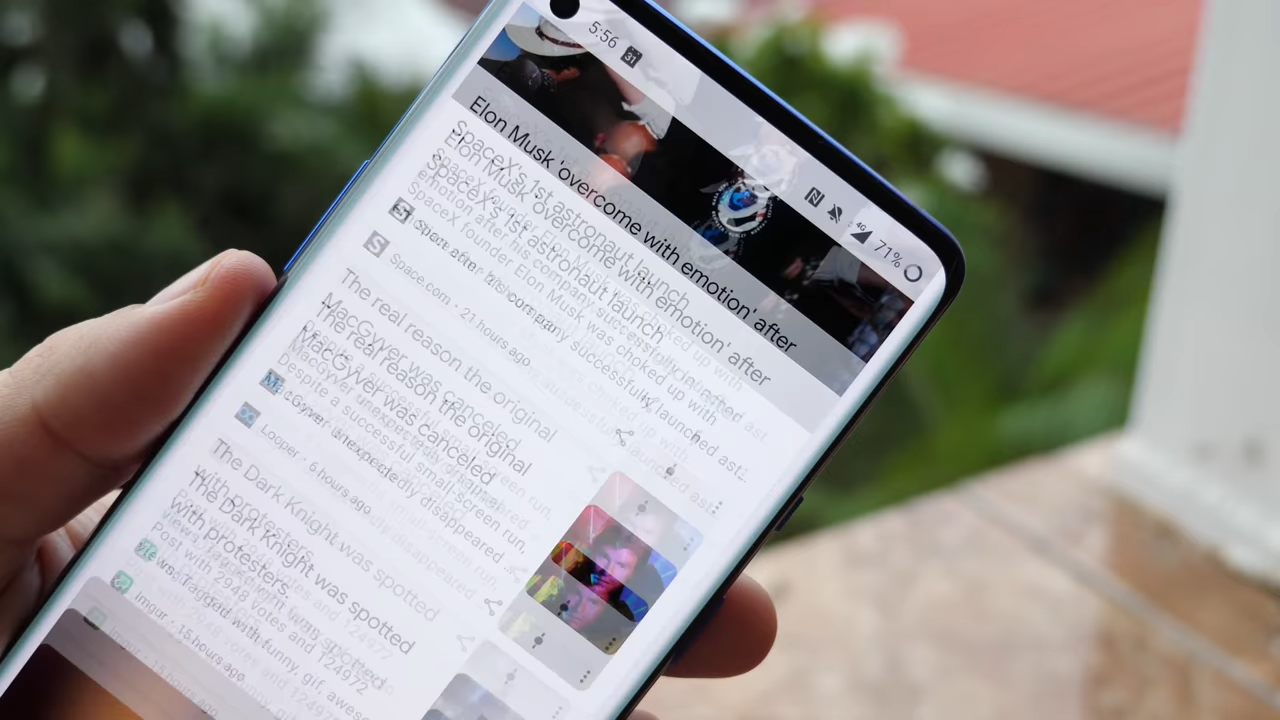 5:56
31
4G
71%
Elon Musk 'overcome with emotion' after
SpaceX's 1st astronaut launch
SpaceX founder Elon Musk was choked up with
emotion after his company successfully launched ast...
Space.com · 21 hours ago
The real reason the original
MacGyver was canceled
Despite a successful small-screen run,
MacGyver unexpectedly disappeared ...
Looper · 6 hours ago
The Dark Knight was spotted
with protesters.
Post with 2948 votes and 124972
views. Tagged with funny, gif, aweso
Imgur · 15 hours ago